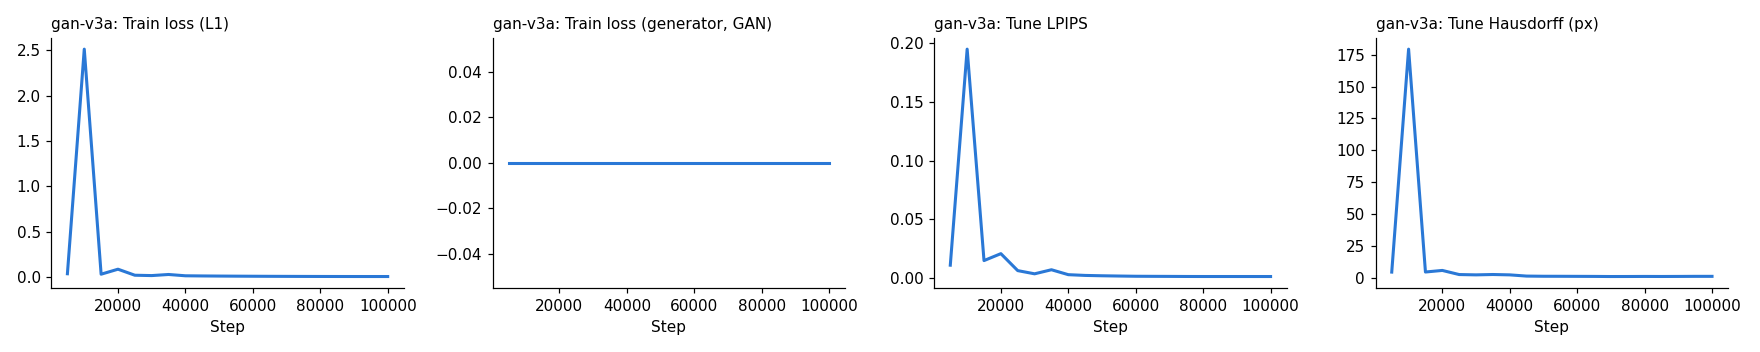 gan-v3a: Train loss (L1)
2.5
2.0
1.5
1.0
0.5
0.0
20000 40000 60000 80000 100000
Step
gan-v3a: Train loss (generator, GAN)
0.04
0.02
0.00
−0.02
−0.04
20000 40000 60000 80000 100000
Step
gan-v3a: Tune LPIPS
0.20
0.15
0.10
0.05
0.00
20000 40000 60000 80000 100000
Step
gan-v3a: Tune Hausdorff (px)
175
150
125
100
75
50
25
0
20000 40000 60000 80000 100000
Step